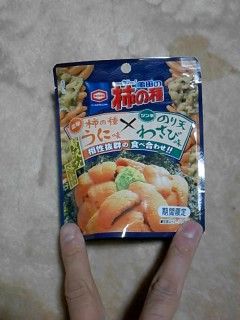 亀田の
柿の種
柿の種
うに味
×
のり天
わさび味
相性抜群の食べ合わせ!!
期間限定